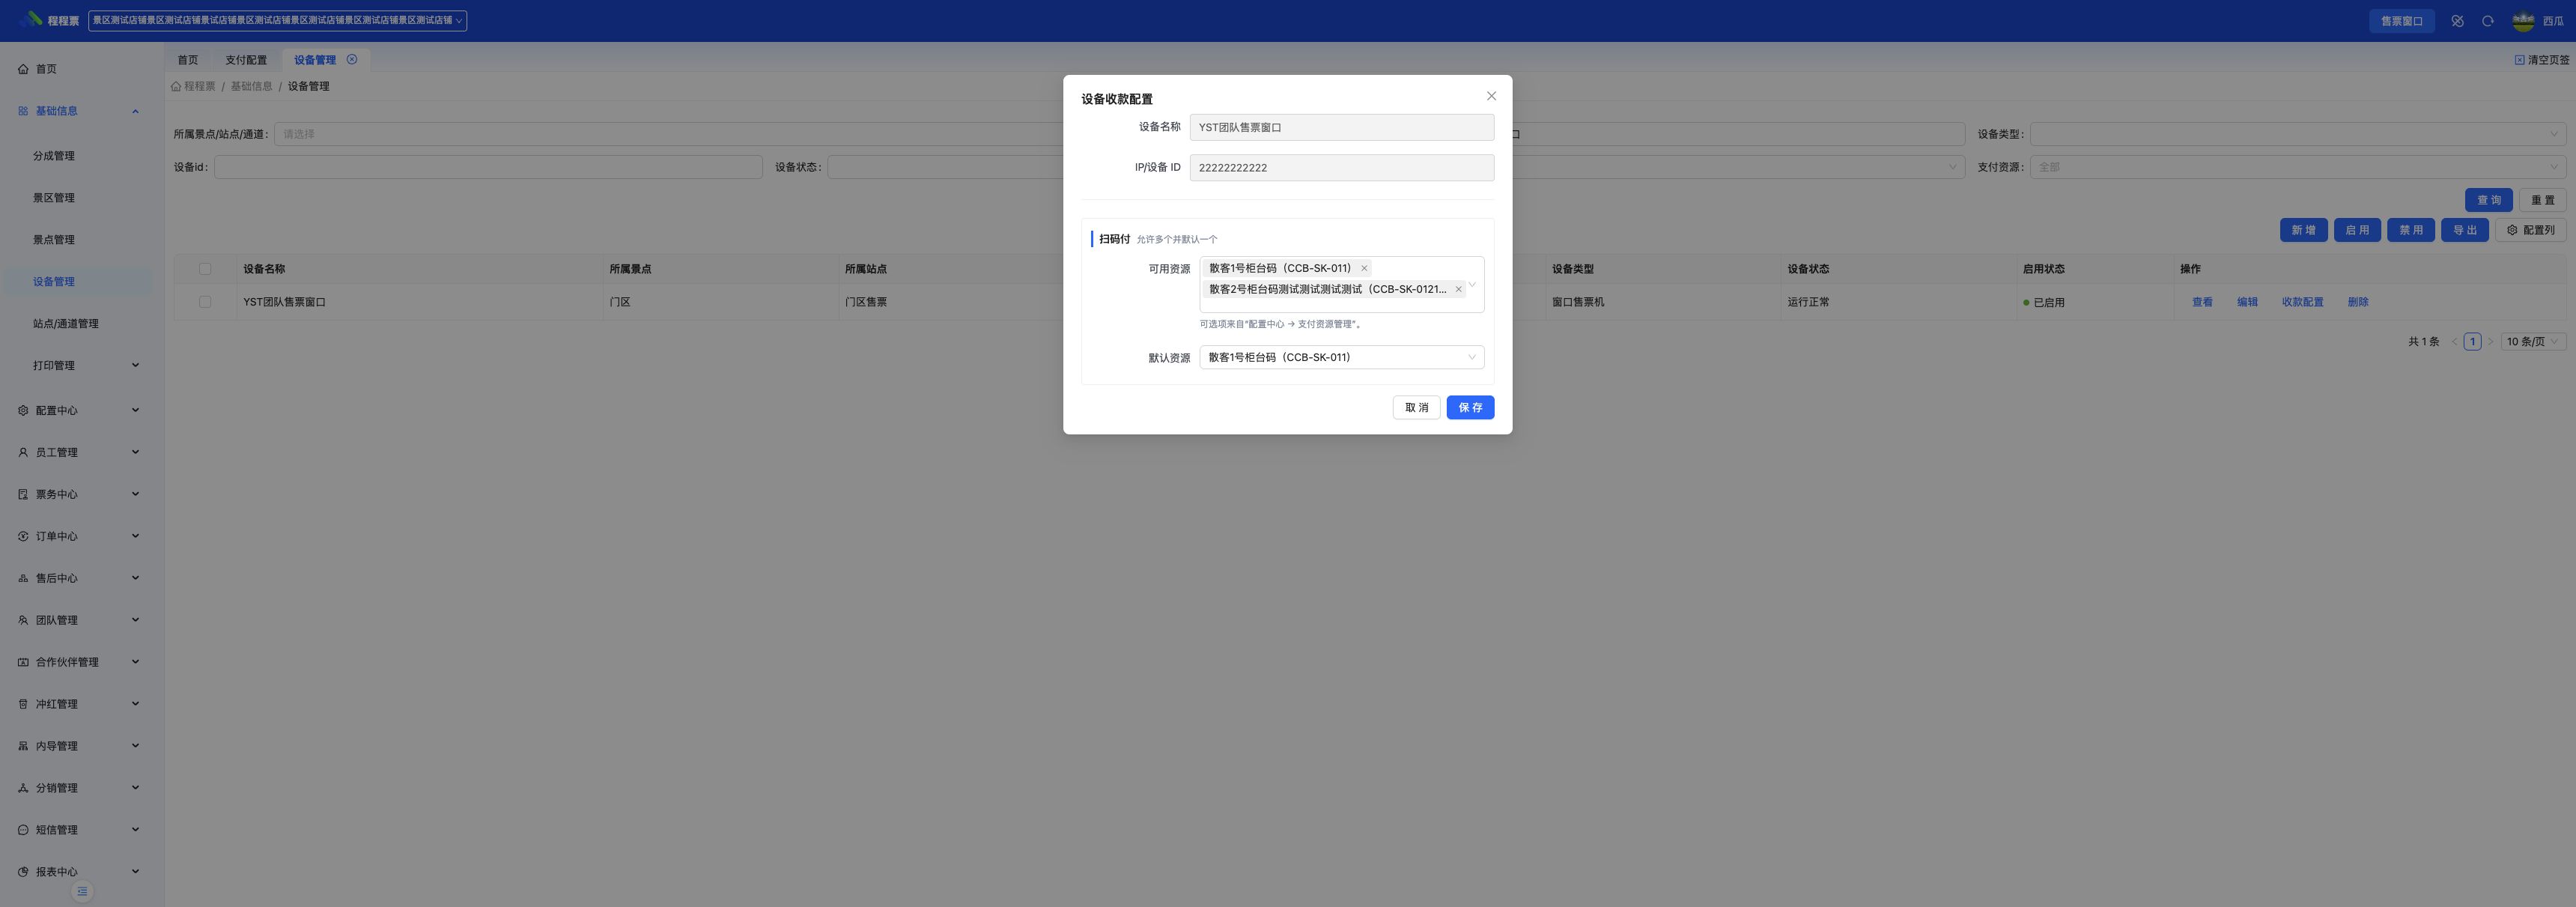 程程票 景区测试店铺景区测试店铺景试店铺景区测试店铺景区测试店铺景区测试店铺景区测试店铺 售票窗口 西瓜
首页 支付配置 设备管理 清空页签
程程票 / 基础信息 / 设备管理
首页
基础信息
分成管理
景区管理
景点管理
设备管理
站点/通道管理
打印管理
配置中心
员工管理
票务中心
订单中心
售后中心
团队管理
合作伙伴管理
冲红管理
内导管理
分销管理
短信管理
报表中心
所属景点/站点/通道: 请选择 口 设备类型:
设备id: 设备状态: 支付资源: 全部
查 询 重 置
新 增 启 用 禁 用 导 出 配置列
设备名称 所属景点 所属站点 设备类型 设备状态 启用状态 操作
YST团队售票窗口 门区 门区售票 窗口售票机 运行正常 已启用 查看 编辑 收款配置 删除
共 1 条 1 10 条/页
设备收款配置
设备名称 YST团队售票窗口
IP/设备 ID 22222222222
扫码付 允许多个并默认一个
可用资源 散客1号柜台码（CCB-SK-011）
散客2号柜台码测试测试测试测试（CCB-SK-0121...
可选项来自“配置中心 → 支付资源管理”。
默认资源 散客1号柜台码（CCB-SK-011）
取 消 保 存